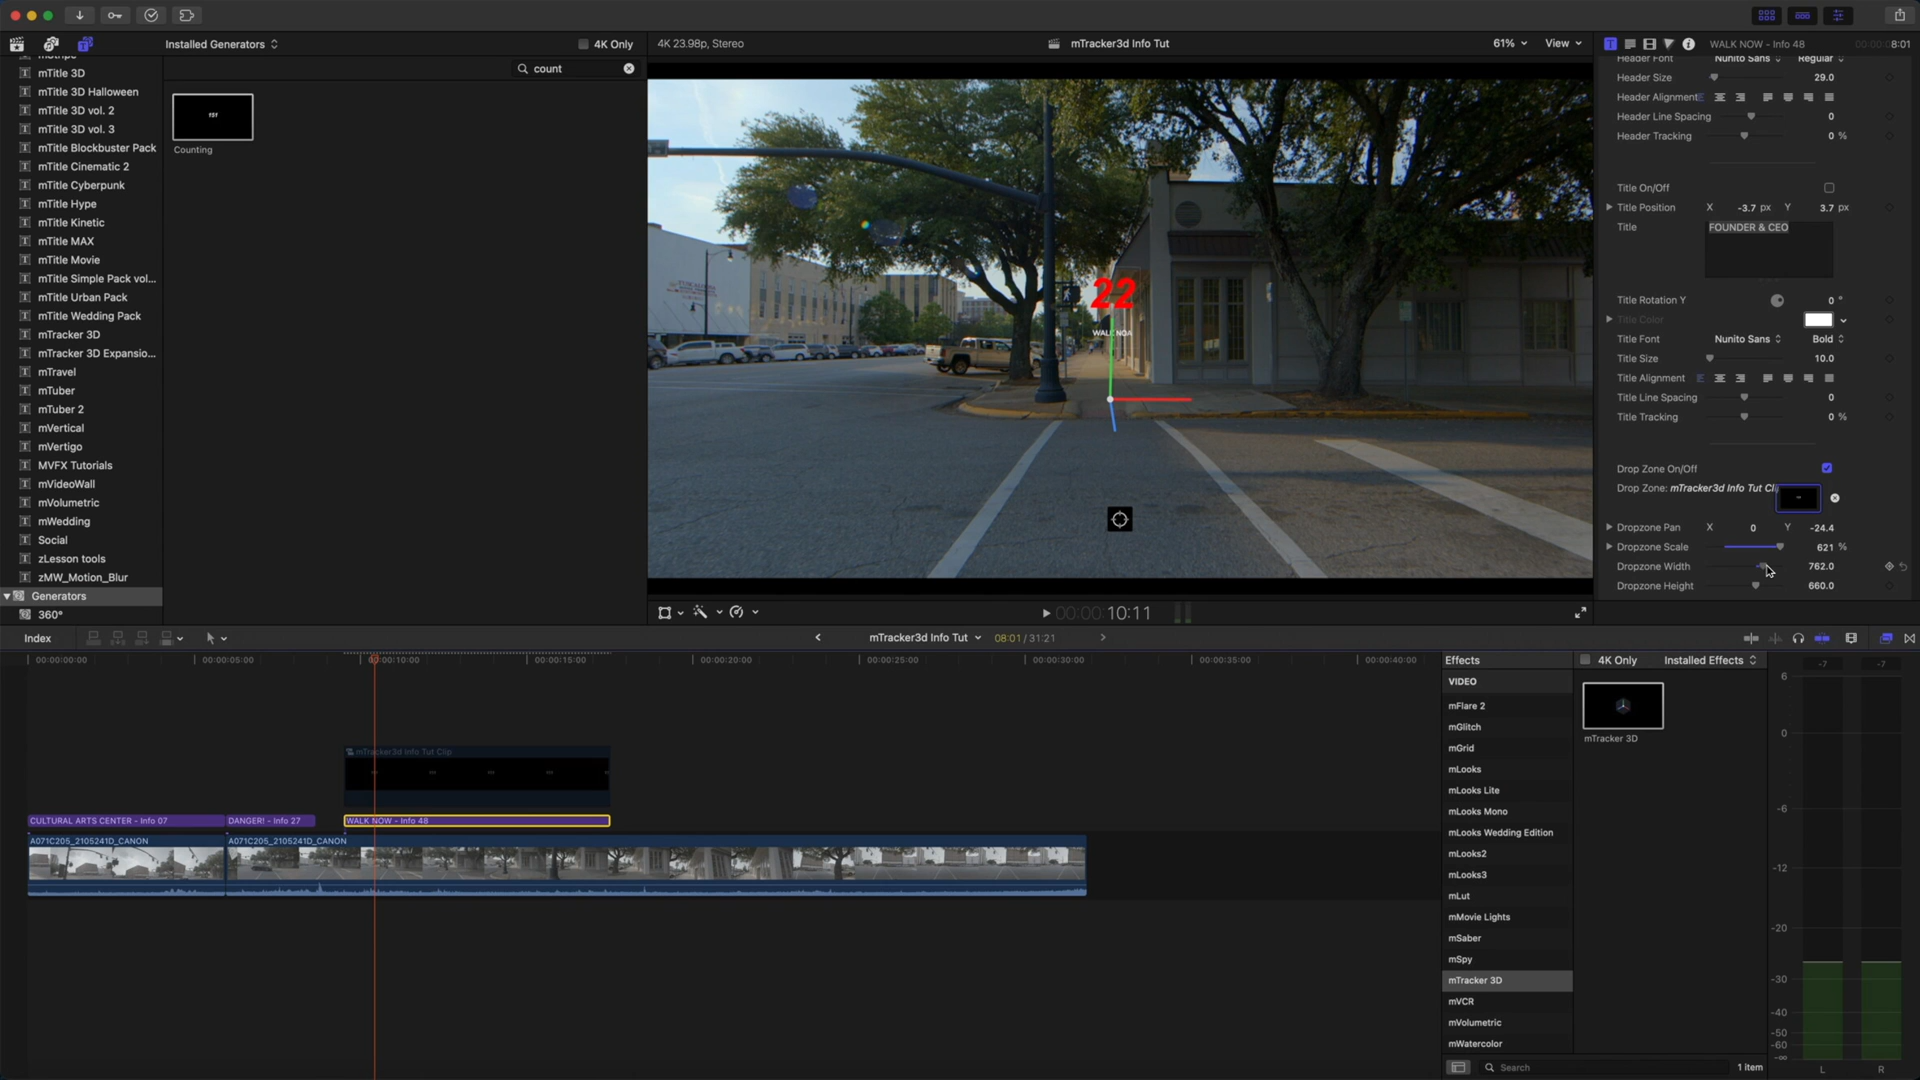 Installed Generators
4K Only
4K 23.98p, Stereo
mTracker3d Info Tut
61%
View
WALK NOW - Info 48
00:00:08:01
count
Counting
mTitle 3D
mTitle 3D Halloween
mTitle 3D vol. 2
mTitle 3D vol. 3
mTitle Blockbuster Pack
mTitle Cinematic 2
mTitle Cyberpunk
mTitle Hype
mTitle Kinetic
mTitle MAX
mTitle Movie
mTitle Simple Pack vol...
mTitle Urban Pack
mTitle Wedding Pack
mTracker 3D
mTracker 3D Expansio...
mTravel
mTuber
mTuber 2
mVertical
mVertigo
MVFX Tutorials
mVideoWall
mVolumetric
mWedding
Social
zLesson tools
zMW_Motion_Blur
Generators
360°
22
Header Font Nunito Sans Regular
Header Size 29.0
Header Alignment
Header Line Spacing 0
Header Tracking 0 %
Title On/Off
Title Position X -3.7 px Y 3.7 px
Title FOUNDER & CEO
Title Rotation Y 0 °
Title Color
Title Font Nunito Sans Bold
Title Size 10.0
Title Alignment
Title Line Spacing 0
Title Tracking 0 %
Drop Zone On/Off
Drop Zone: mTracker3d Info Tut Cli
Dropzone Pan X 0 Y -24.4
Dropzone Scale 621 %
Dropzone Width 762.0
Dropzone Height 660.0
00:00:10:11
Index
mTracker3d Info Tut
08:01 / 31:21
00:00:00:00
00:00:05:00
00:00:10:00
00:00:15:00
00:00:20:00
00:00:25:00
00:00:30:00
00:00:35:00
00:00:40:00
mTracker3d Info Tut Clip
CULTURAL ARTS CENTER - Info 07
DANGER! - Info 27
WALK NOW - Info 48
A071C205_2105241D_CANON
A071C205_2105241D_CANON
Effects
4K Only
Installed Effects
VIDEO
mFlare 2
mGlitch
mGrid
mLooks
mLooks Lite
mLooks Mono
mLooks Wedding Edition
mLooks2
mLooks3
mLut
mMovie Lights
mSaber
mSpy
mTracker 3D
mVCR
mVolumetric
mWatercolor
mTracker 3D
Search
1 item
-7 -7
6
0
-6
-12
-20
-30
-40
-50
-60
-∞
L R